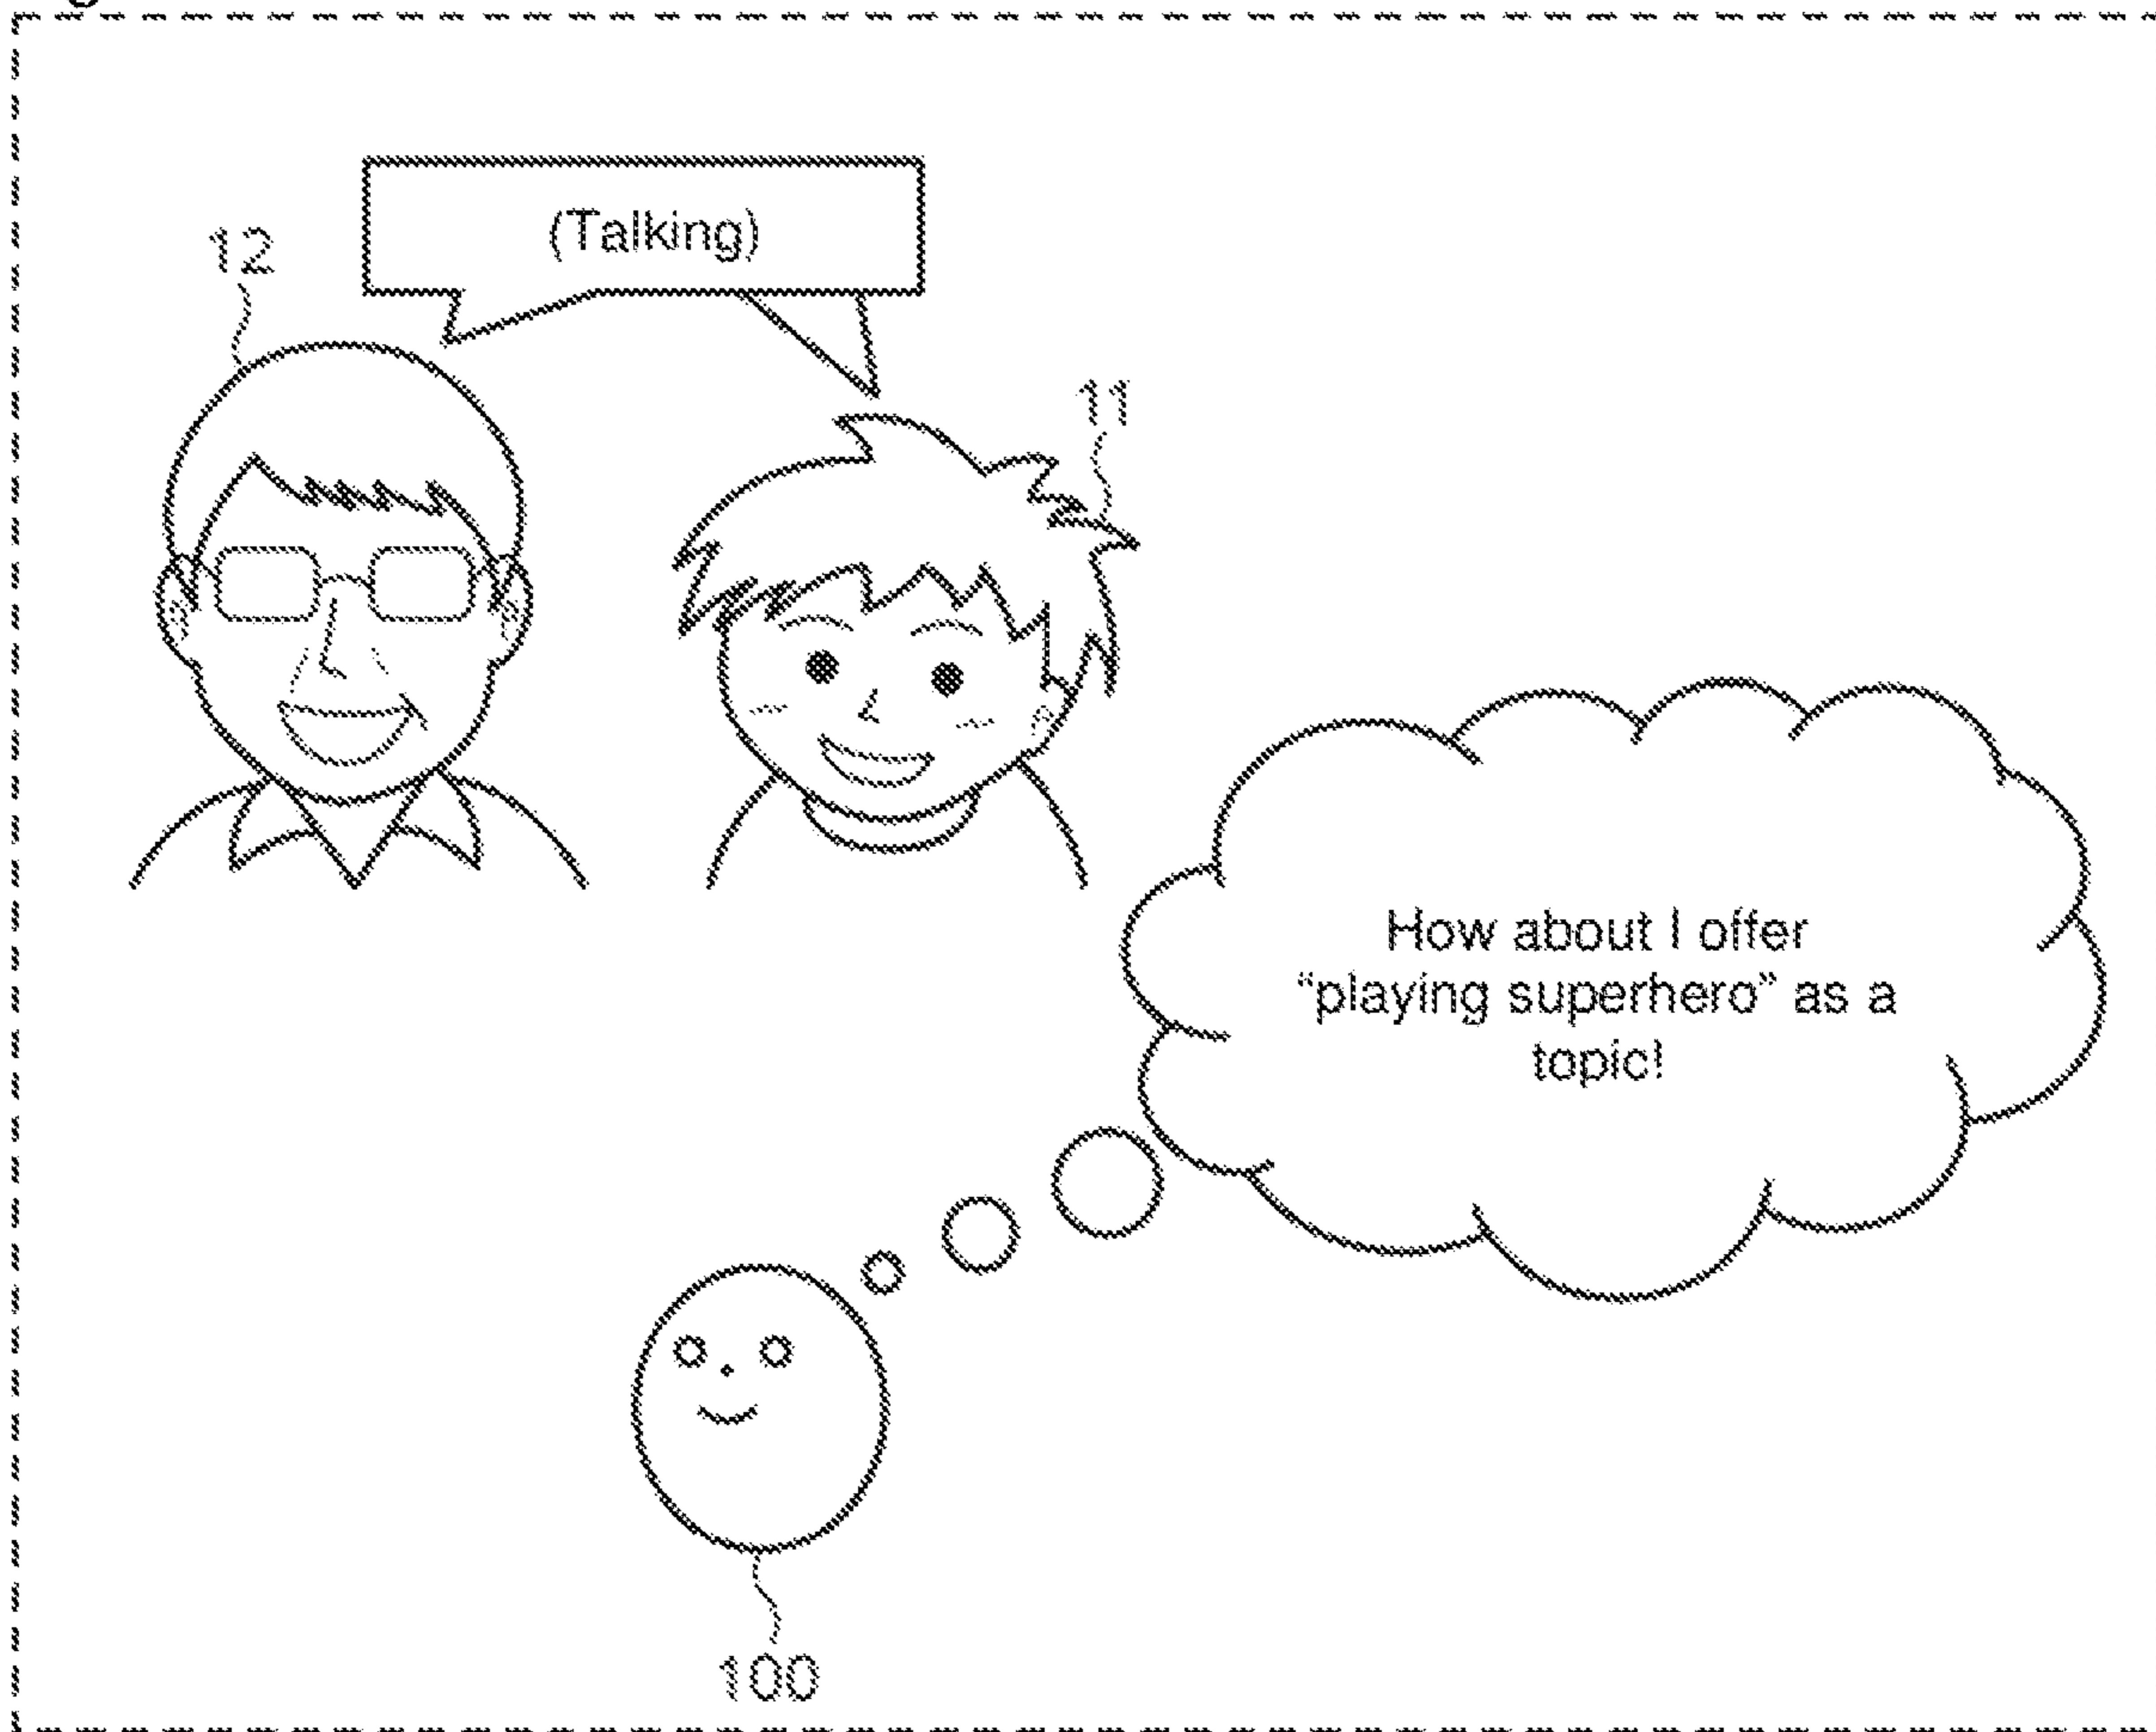 (Talking)
12
11
How about I offer
“playing superhero” as a
topic!
100